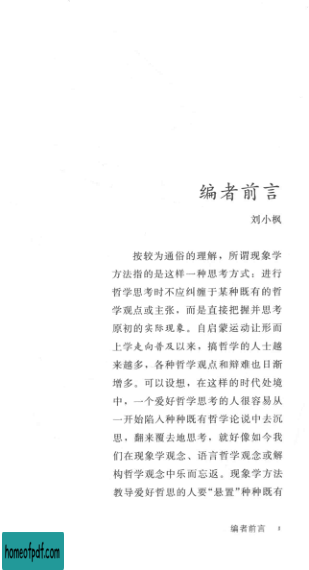 编者前言
刘小枫
按较为通俗的理解，所谓现象学
方法指的是这样一种思考方式：进行
哲学思考时不应纠缠于某种既有的哲
学观点或主张，而是直接把握并思考
原初的实际现象。自启蒙运动让形而
上学走向普及以来，搞哲学的人士越
来越多，各种哲学观点和辩难也日渐
增多。可以设想，在这样的时代处境
中，一个爱好哲学思考的人很容易从
一开始陷入种种既有哲学论说中去沉
思，翻来覆去地思考，就好像如今我
们在现象学观念、语言哲学观念或解
构哲学观念中乐而忘返。现象学方法
教导爱好哲思的人要“悬置”种种既有
编者前言
homeofpdf.com